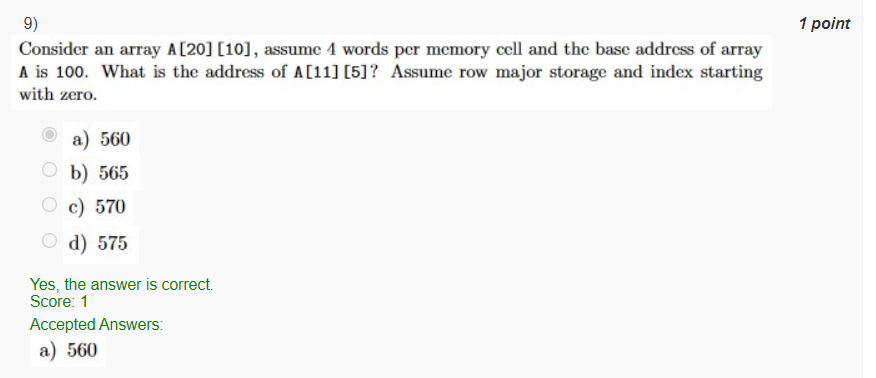 9)
1 point
Consider an array A[20][10], assume 4 words per memory cell and the base address of array
A is 100. What is the address of A[11][5]? Assume row major storage and index starting
with zero.
a) 560
b) 565
c) 570
d) 575
Yes, the answer is correct.
Score: 1
Accepted Answers:
a) 560